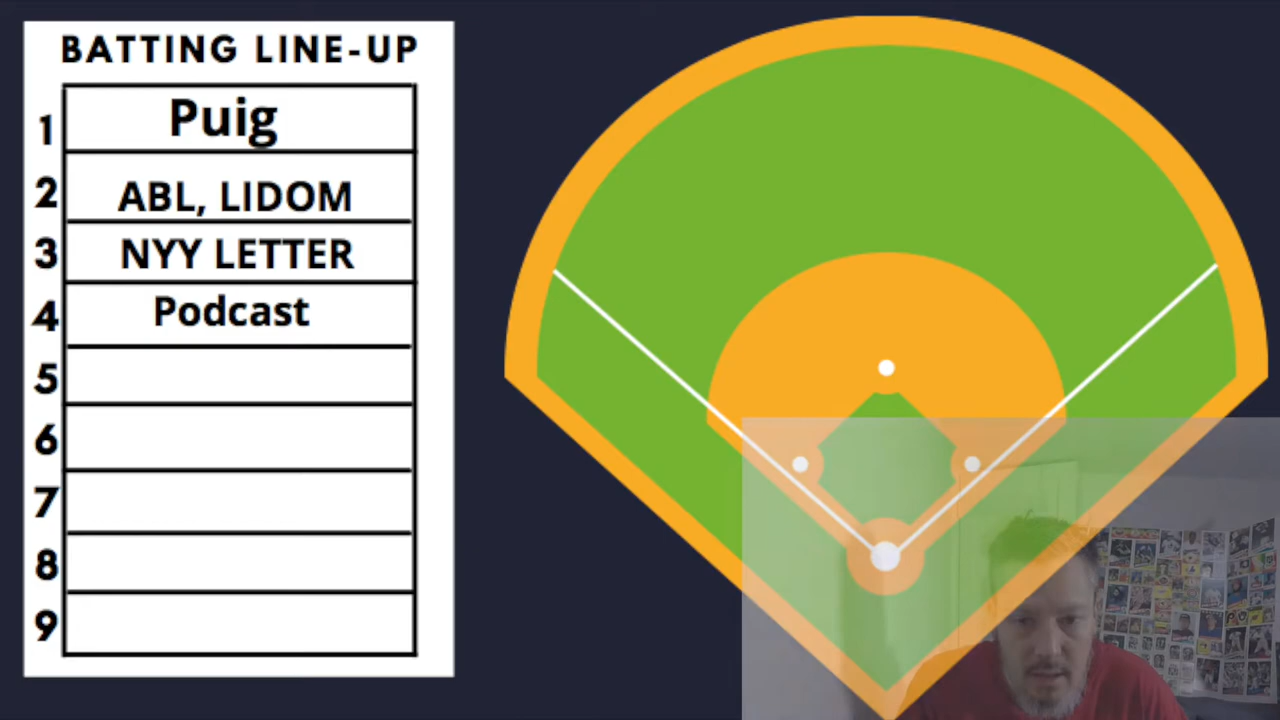 BATTING LINE-UP
1 Puig
2 ABL, LIDOM
3 NYY LETTER
4 Podcast
5
6
7
8
9